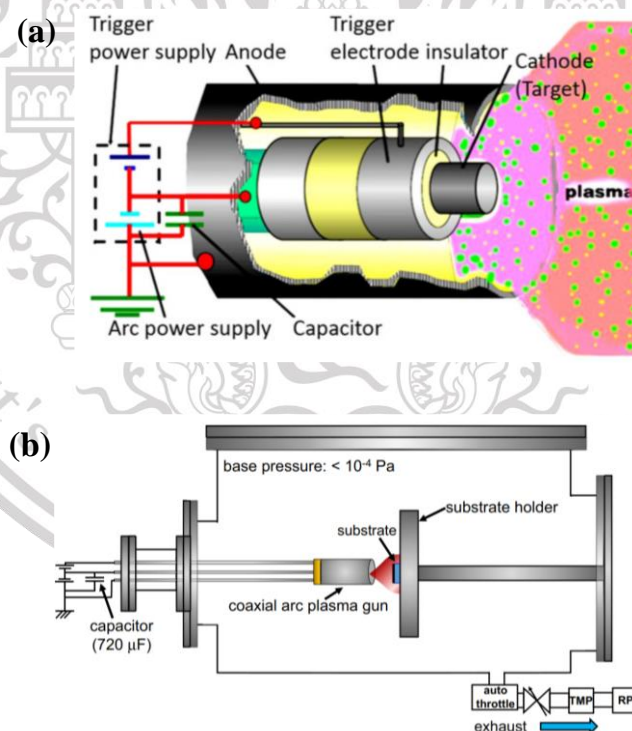 (a)
Trigger
power supply
Anode
Trigger
electrode
insulator
Cathode
(Target)
plasma
Arc power supply
Capacitor
(b)
base pressure: < 10⁻⁴ Pa
substrate holder
substrate
coaxial arc plasma gun
capacitor
(720 μF)
auto
throttle
TMP
RP
exhaust